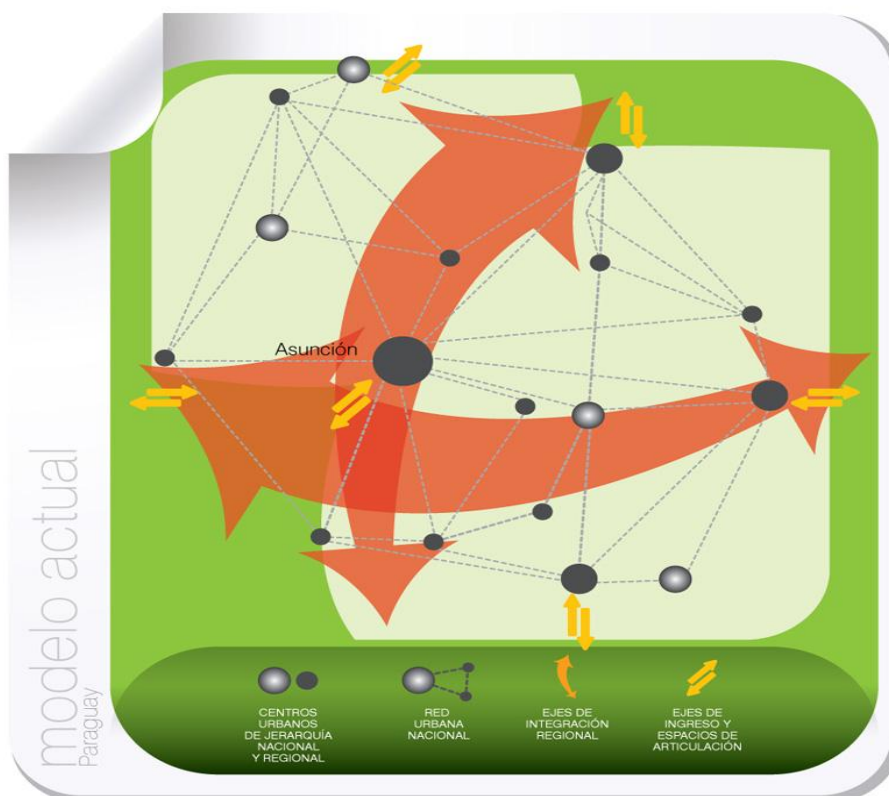 Asunción
modelo actual
Paraguay
CENTROS
URBANOS
DE JERARQUÍA
NACIONAL
Y REGIONAL
RED
URBANA
NACIONAL
EJES DE
INTEGRACIÓN
REGIONAL
EJES DE
INGRESO Y
ESPACIOS DE
ARTICULACIÓN